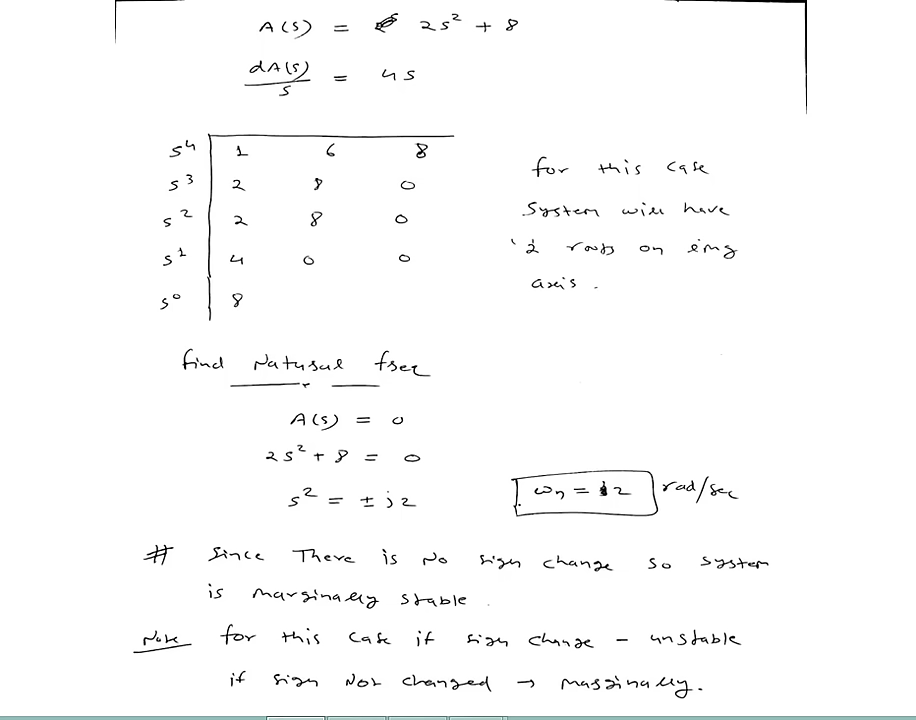 A(s) = 2s² + 8
dA(s)/s = 4s
s⁴ 1 6 8
s³ 2 8 0
s² 2 8 0
s¹ 4 0 0
s⁰ 8
for this case
system will have
'2 roots on img
axis.
find Natural freq
A(s) = 0
2s² + 8 = 0
s² = ± j2
ωn = 2 rad/sec
# Since There is No sign change so system
is marginally stable.
Note for this case if sign change - unstable
if sign Not changed → marginally.